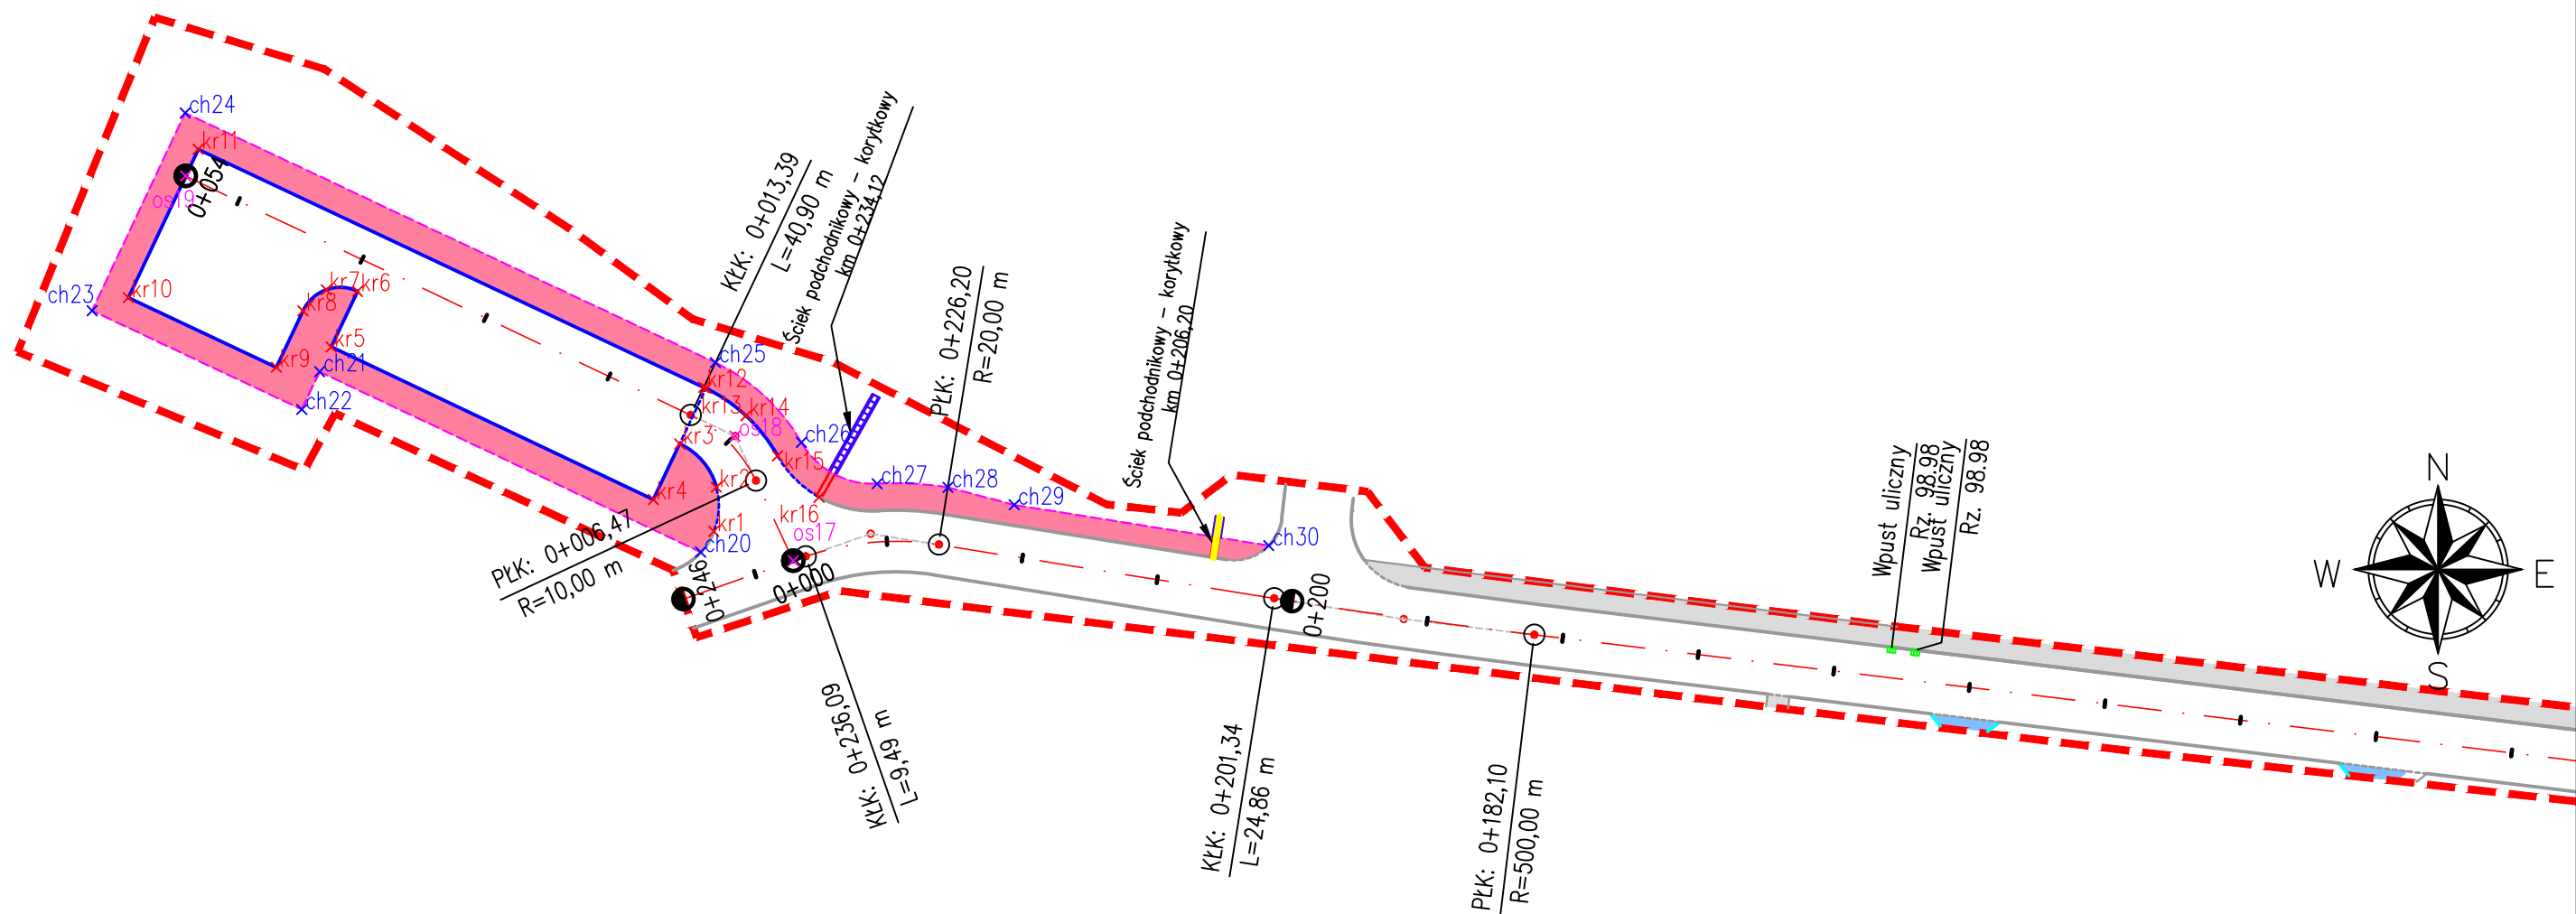 ch24
kr11
os19
0+054
ch23
kr10
kr7
kr6
kr8
kr5
kr9
ch21
ch22
KŁK: 0+013,39
L=40,90 m
Ściek podchodnikowy - korytkowy
km 0+234,12
ch25
kr12
kr13
kr14
os18
ch26
kr3
kr15
kr2
kr4
kr16
kr1
os17
ch20
PŁK: 0+006,47
R=10,00 m
0+246
0+000
ch27
ch28
ch29
ch30
PŁK: 0+226,20
R=20,00 m
Ściek podchodnikowy - korytkowy
km 0+206,20
0+200
KŁK: 0+236,09
L=9,49 m
KŁK: 0+201,34
L=24,86 m
PŁK: 0+182,10
R=500,00 m
Wpust uliczny
Rz. 98.98
Wpust uliczny
Rz. 98.98
N
W
E
S